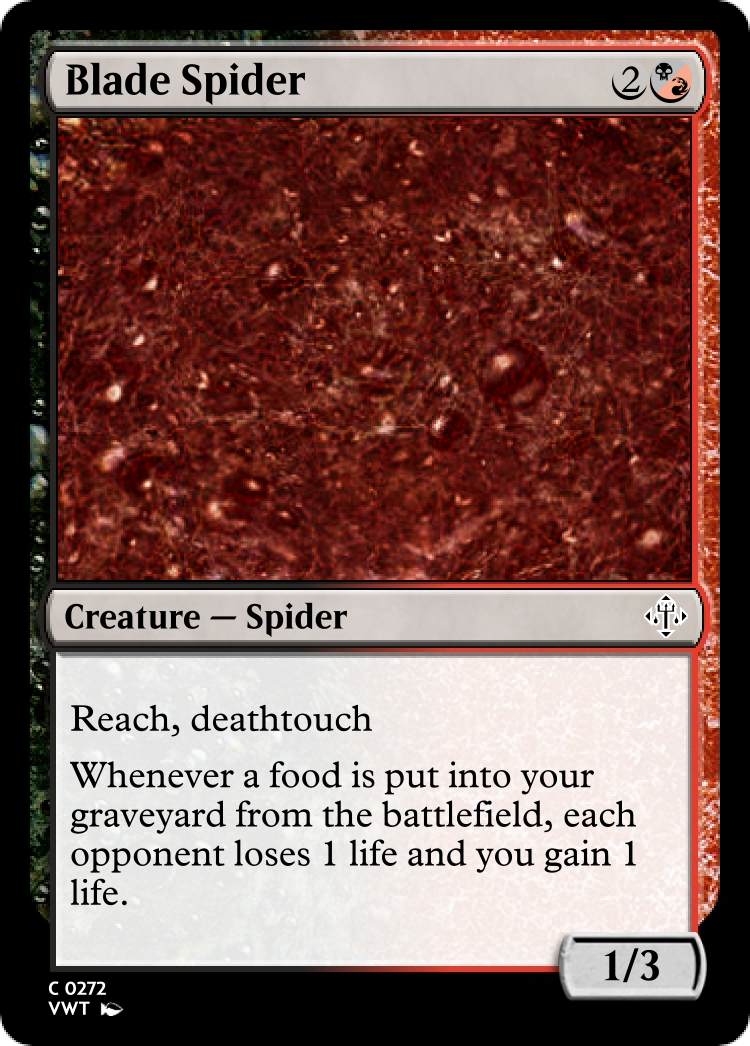 Blade Spider 2
Creature — Spider
Reach, deathtouch
Whenever a food is put into your
graveyard from the battlefield, each
opponent loses 1 life and you gain 1
life.
1/3
C 0272
VWT